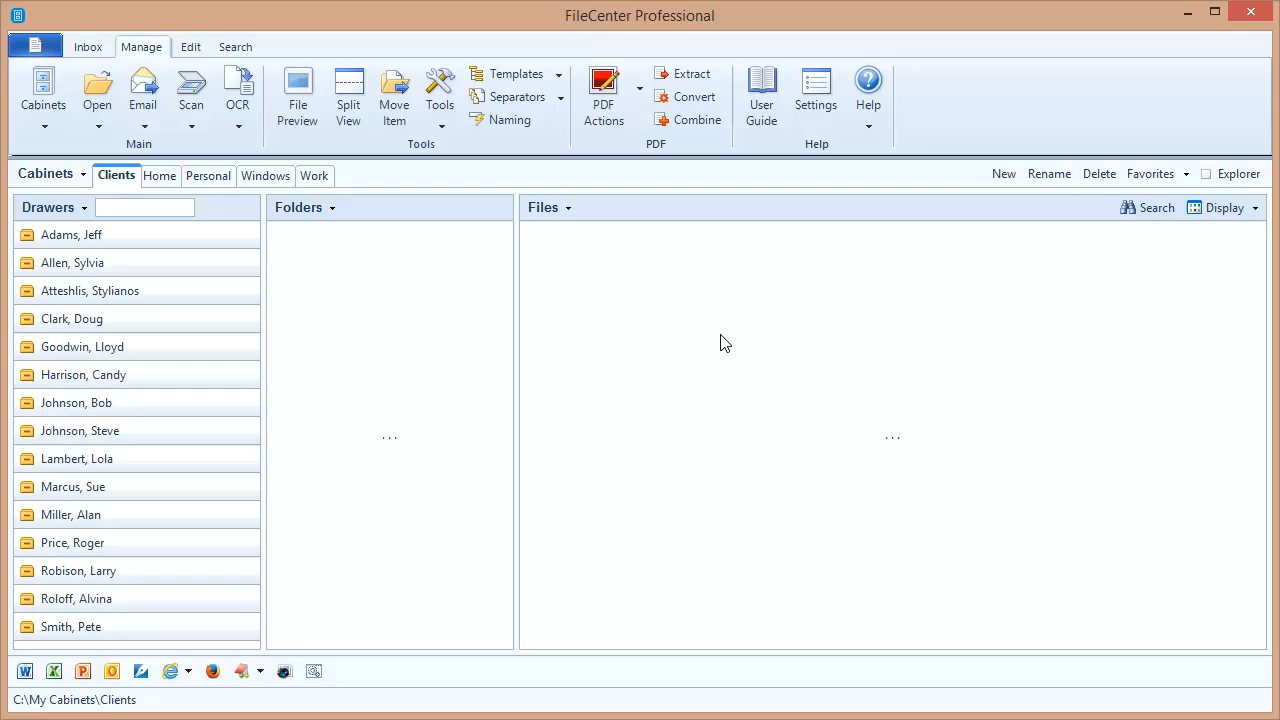 FileCenter Professional
Inbox Manage Edit Search
Cabinets Open Email Scan OCR
Main
File Preview Split View Move Item Tools
Templates
Separators
Naming
Tools
PDF Actions
Extract
Convert
Combine
PDF
User Guide Settings Help
Help
Cabinets Clients Home Personal Windows Work New Rename Delete Favorites Explorer
Drawers Folders Files Search Display
Adams, Jeff
Allen, Sylvia
Atteshlis, Stylianos
Clark, Doug
Goodwin, Lloyd
Harrison, Candy
Johnson, Bob
Johnson, Steve
Lambert, Lola
Marcus, Sue
Miller, Alan
Price, Roger
Robison, Larry
Roloff, Alvina
Smith, Pete
...
...
C:\My Cabinets\Clients